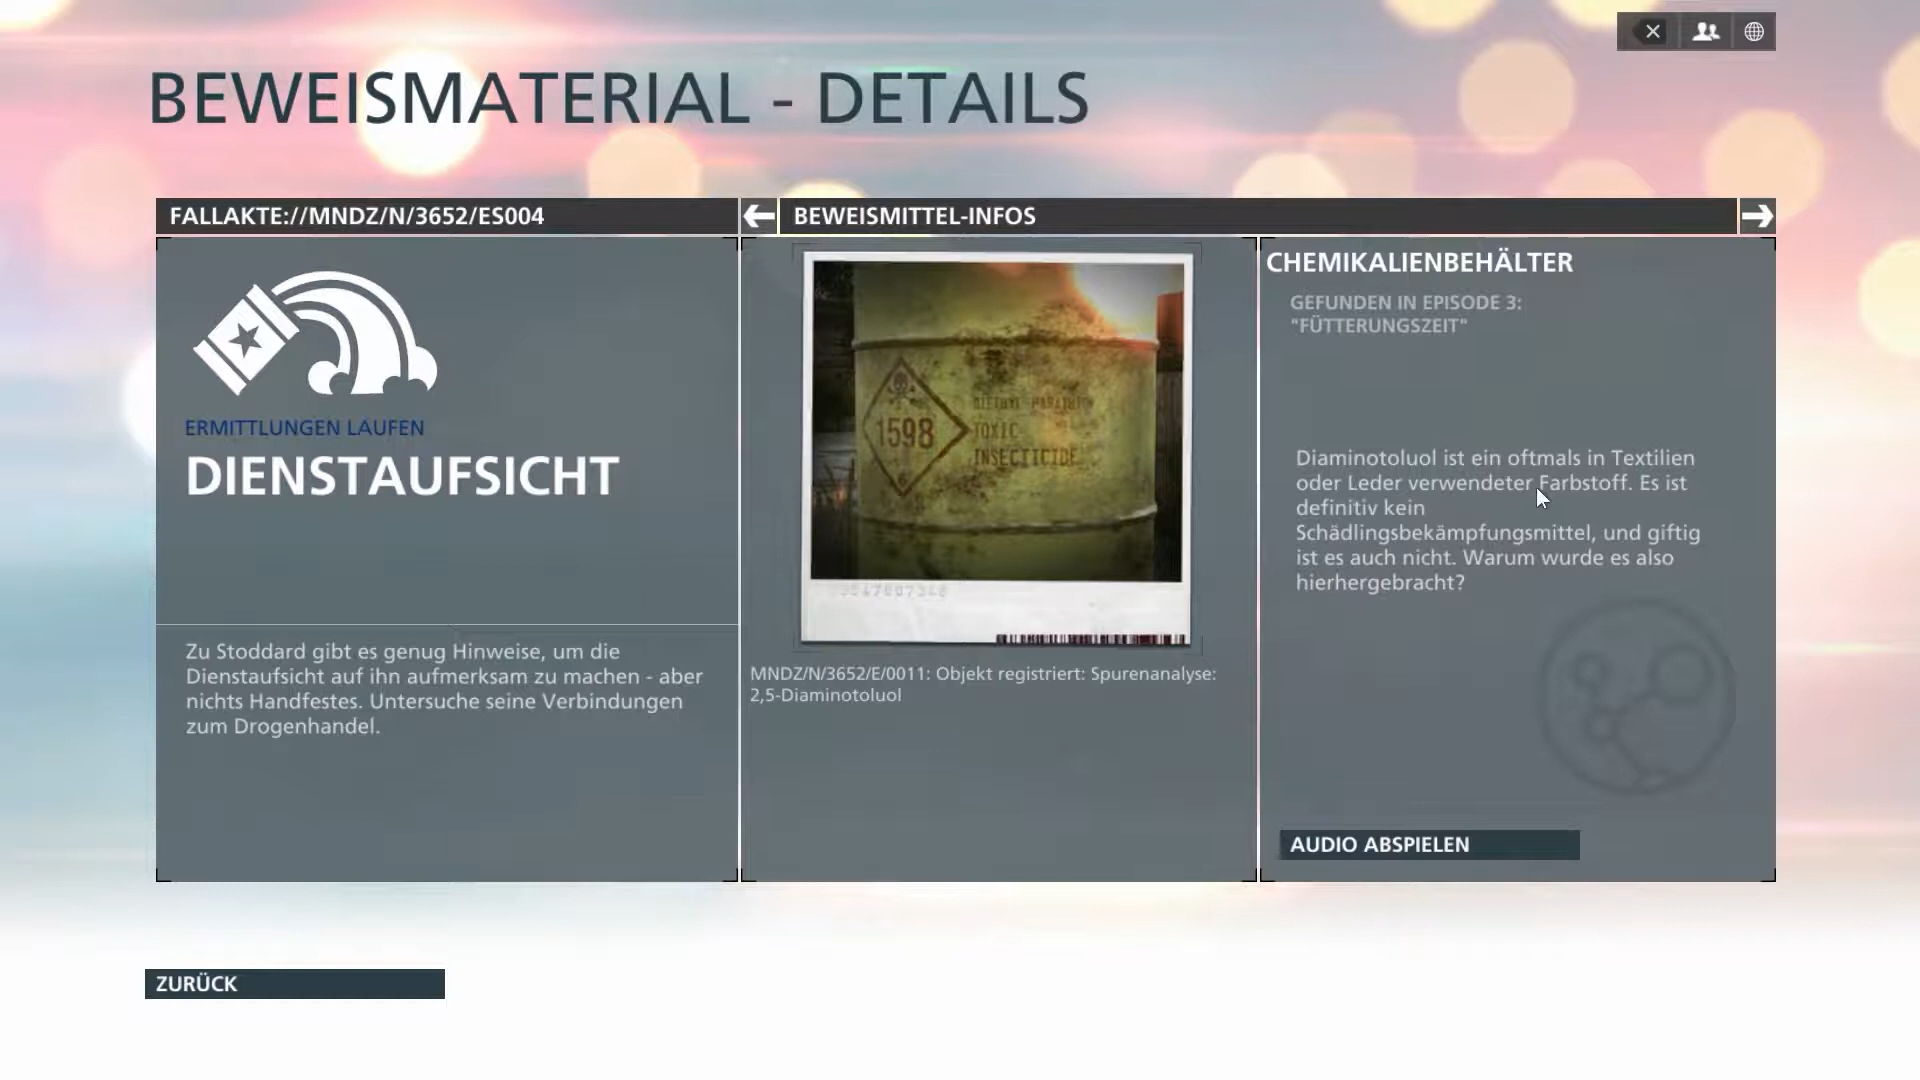 BEWEISMATERIAL - DETAILS
FALLAKTE://MNDZ/N/3652/ES004
BEWEISMITTEL-INFOS
ERMITTLUNGEN LAUFEN
DIENSTAUFSICHT
Zu Stoddard gibt es genug Hinweise, um die
Dienstaufsicht auf ihn aufmerksam zu machen - aber
nichts Handfestes. Untersuche seine Verbindungen
zum Drogenhandel.
1598
TOXIC
INSECTICIDE
6
MNDZ/N/3652/E/0011: Objekt registriert: Spurenanalyse:
2,5-Diaminotoluol
CHEMIKALIENBEHÄLTER
GEFUNDEN IN EPISODE 3:
"FÜTTERUNGSZEIT"
Diaminotoluol ist ein oftmals in Textilien
oder Leder verwendeter Farbstoff. Es ist
definitiv kein
Schädlingsbekämpfungsmittel, und giftig
ist es auch nicht. Warum wurde es also
hierhergebracht?
AUDIO ABSPIELEN
ZURÜCK